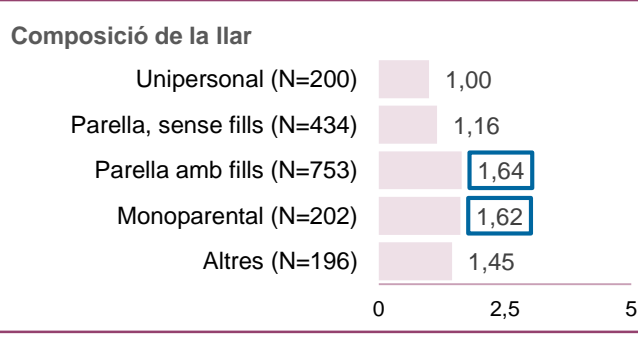 Composició de la llar
Unipersonal (N=200) 1,00
Parella, sense fills (N=434) 1,16
Parella amb fills (N=753) 1,64
Monoparental (N=202) 1,62
Altres (N=196) 1,45
0 2,5 5